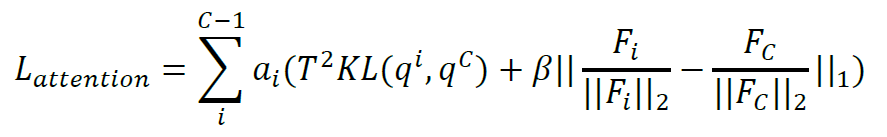 L_{attention} = \sum_{i}^{C-1} a_i (T^2 KL(q^i, q^C) + \beta || \frac{F_i}{||F_i||_2} - \frac{F_C}{||F_C||_2} ||_1)